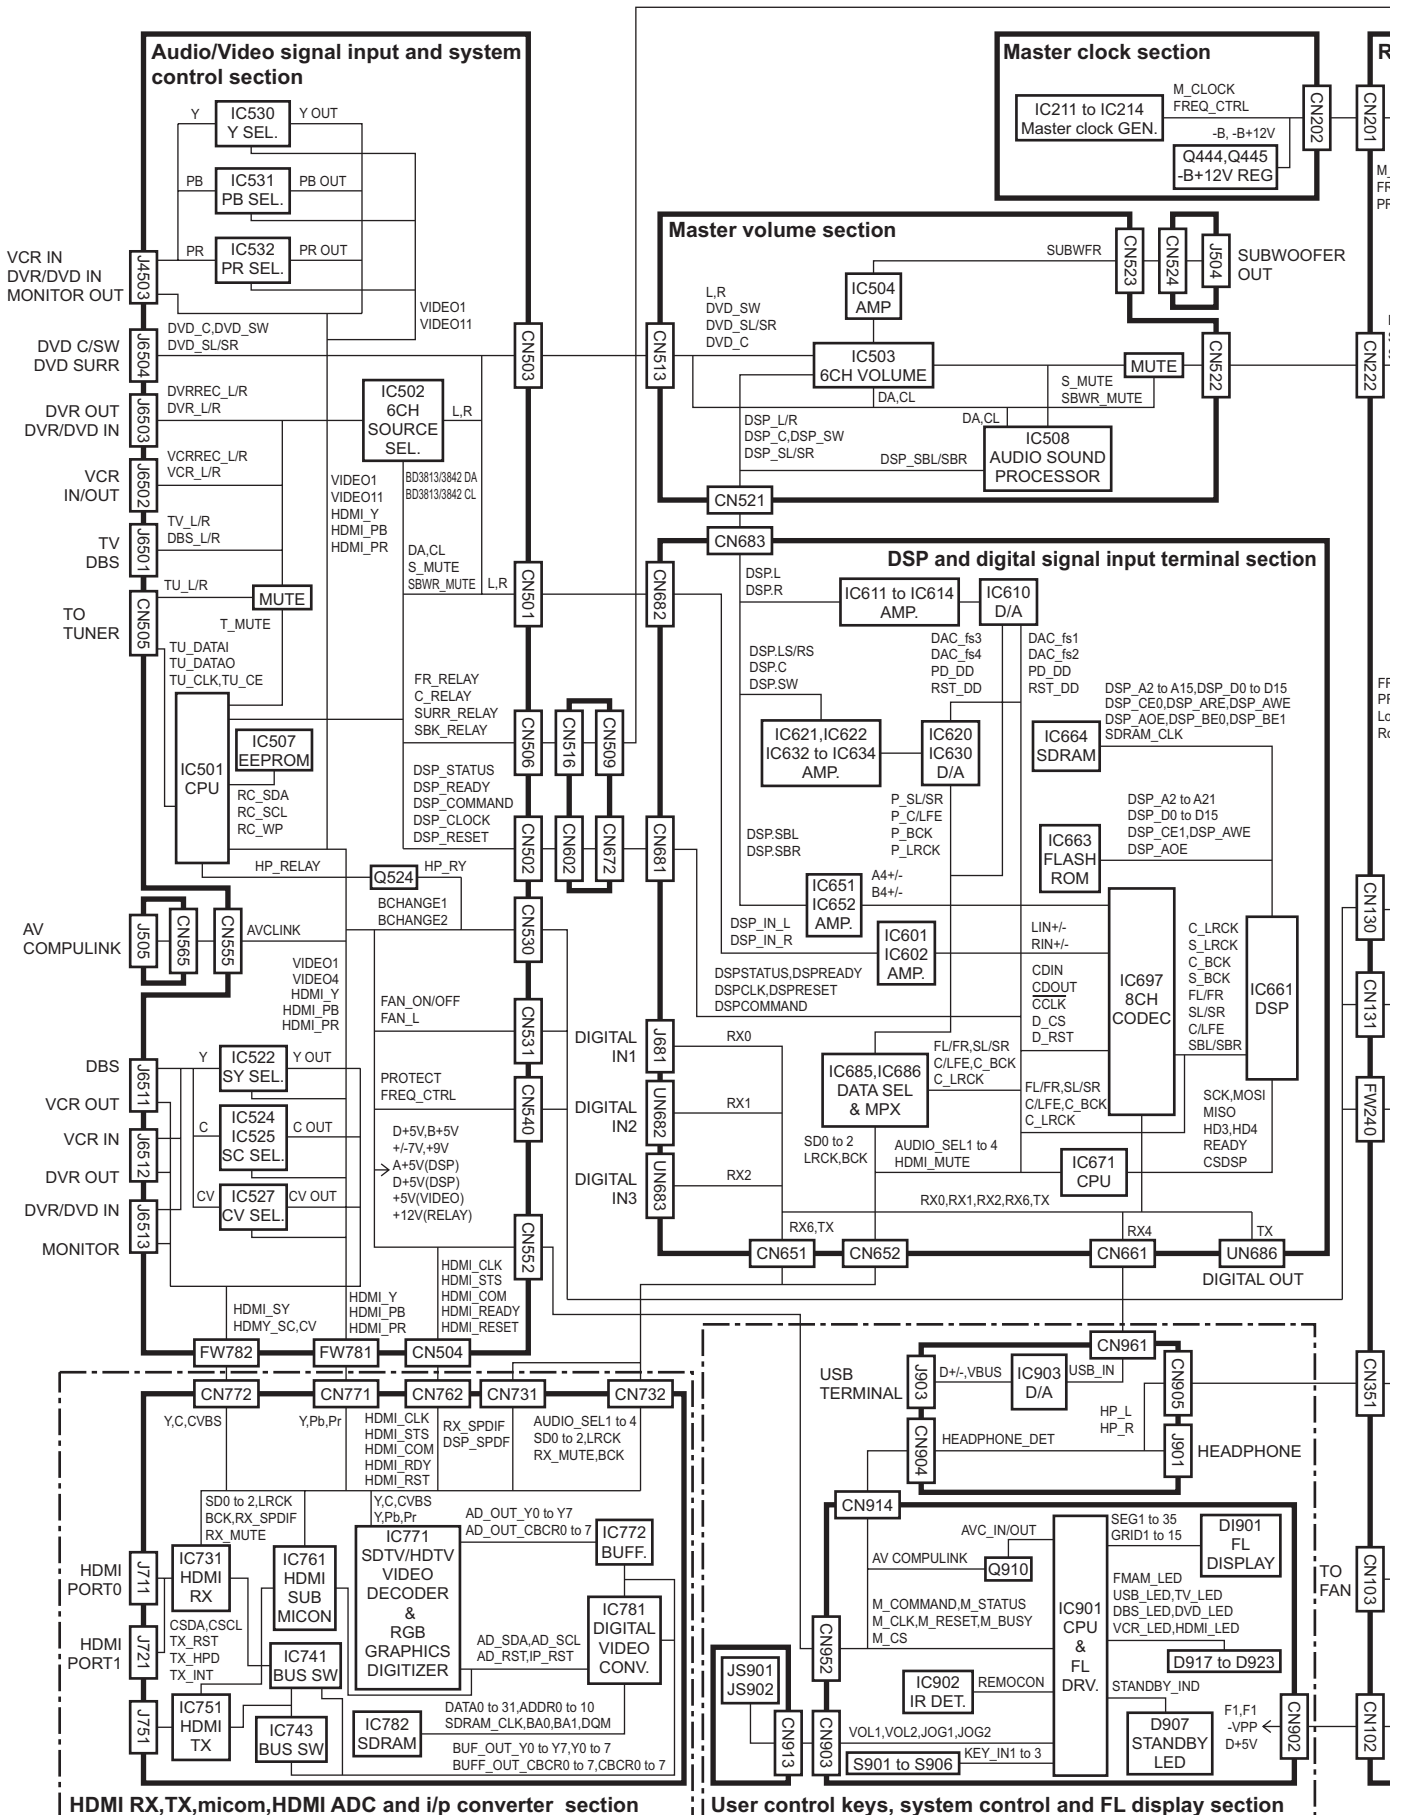 Audio/Video signal input and system
control section
Y
IC530
Y SEL.
Y OUT
PB
IC531
PB SEL.
PB OUT
PR
IC532
PR SEL.
PR OUT
VCR IN
DVR/DVD IN
MONITOR OUT
J4503
VIDEO1
VIDEO11
DVD C/SW
DVD SURR
J6504
DVD_C,DVD_SW
DVD_SL/SR
CN503
DVR OUT
DVR/DVD IN
J6503
DVRREC_L/R
DVR_L/R
IC502
6CH
SOURCE
SEL.
L,R
VCR
IN/OUT
J6502
VCRREC_L/R
VCR_L/R
VIDEO1
VIDEO11
HDMI_Y
HDMI_PB
HDMI_PR
BD3813/3842 DA
BD3813/3842 CL
TV
DBS
J6501
TV_L/R
DBS_L/R
DA,CL
S_MUTE
SBWR_MUTE
L,R
CN501
TO
TUNER
CN505
TU_L/R
MUTE
T_MUTE
TU_DATAI
TU_DATAO
TU_CLK,TU_CE
IC501
CPU
IC507
EEPROM
RC_SDA
RC_SCL
RC_WP
FR_RELAY
C_RELAY
SURR_RELAY
SBK_RELAY
CN506
CN516
CN509
DSP_STATUS
DSP_READY
DSP_COMMAND
DSP_CLOCK
DSP_RESET
CN502
CN602
CN672
HP_RELAY
Q524
HP_RY
BCHANGE1
BCHANGE2
CN530
AV
COMPULINK
J505
CN565
CN555
AVCLINK
VIDEO1
VIDEO4
HDMI_Y
HDMI_PB
HDMI_PR
FAN_ON/OFF
FAN_L
CN531
DBS
VCR OUT
J6511
VCR IN
DVR OUT
J6512
DVR/DVD IN
MONITOR
J6513
Y
IC522
SY SEL.
Y OUT
C
IC524
IC525
SC SEL.
C OUT
CV
IC527
CV SEL.
CV OUT
PROTECT
FREQ_CTRL
CN540
D+5V,B+5V
+/-7V,+9V
A+5V(DSP)
D+5V(DSP)
+5V(VIDEO)
+12V(RELAY)
CN552
HDMI_SY
HDMY_SC,CV
HDMI_Y
HDMI_PB
HDMI_PR
HDMI_CLK
HDMI_STS
HDMI_COM
HDMI_READY
HDMI_RESET
FW782
FW781
CN504
Master clock section
IC211 to IC214
Master clock GEN.
M_CLOCK
FREQ_CTRL
-B, -B+12V
Q444,Q445
-B+12V REG
CN202
CN201
R
M_
FR
PR
Master volume section
SUBWFR
CN523
CN524
J504
SUBWOOFER
OUT
IC504
AMP
L,R
DVD_SW
DVD_SL/SR
DVD_C
CN513
IC503
6CH VOLUME
MUTE
CN522
CN222
DA,CL
S_MUTE
SBWR_MUTE
DSP_L/R
DSP_C,DSP_SW
DSP_SL/SR
DA,CL
DSP_SBL/SBR
IC508
AUDIO SOUND
PROCESSOR
CN521
CN683
DSP and digital signal input terminal section
CN682
DSP.L
DSP.R
IC611 to IC614
AMP.
IC610
D/A
DSP.LS/RS
DSP.C
DSP.SW
DAC_fs3
DAC_fs4
PD_DD
RST_DD
DAC_fs1
DAC_fs2
PD_DD
RST_DD
DSP_A2 to A15,DSP_D0 to D15
DSP_CE0,DSP_ARE,DSP_AWE
DSP_AOE,DSP_BE0,DSP_BE1
SDRAM_CLK
IC621,IC622
IC632 to IC634
AMP.
IC620
IC630
D/A
IC664
SDRAM
P_SL/SR
P_C/LFE
P_BCK
P_LRCK
DSP_A2 to A21
DSP_D0 to D15
DSP_CE1,DSP_AWE
DSP_AOE
CN681
DSP.SBL
DSP.SBR
IC663
FLASH
ROM
IC651
IC652
AMP.
A4+/-
B4+/-
DSP_IN_L
DSP_IN_R
IC601
IC602
AMP.
LIN+/-
RIN+/-
CDIN
CDOUT
CCLK
D_CS
D_RST
IC697
8CH
CODEC
C_LRCK
S_LRCK
C_BCK
S_BCK
FL/FR
SL/SR
C/LFE
SBL/SBR
IC661
DSP
DSPSTATUS,DSPREADY
DSPCLK,DSPRESET
DSPCOMMAND
DIGITAL
IN1
J681
RX0
DIGITAL
IN2
UN682
RX1
DIGITAL
IN3
UN683
RX2
IC685,IC686
DATA SEL
& MPX
FL/FR,SL/SR
C/LFE,C_BCK
C_LRCK
FL/FR,SL/SR
C/LFE,C_BCK
C_LRCK
SCK,MOSI
MISO
HD3,HD4
READY
CSDSP
SD0 to 2
LRCK,BCK
AUDIO_SEL1 to 4
HDMI_MUTE
IC671
CPU
RX0,RX1,RX2,RX6,TX
RX6,TX
RX4
TX
CN651
CN652
CN661
UN686
DIGITAL OUT
FR
PR
Lo
Ro
CN130
CN131
FW240
CN351
CN772
CN771
CN762
CN731
CN732
Y,C,CVBS
Y,Pb,Pr
HDMI_CLK
HDMI_STS
HDMI_COM
HDMI_RDY
HDMI_RST
RX_SPDIF
DSP_SPDF
AUDIO_SEL1 to 4
SD0 to 2,LRCK
RX_MUTE,BCK
SD0 to 2,LRCK
BCK,RX_SPDIF
RX_MUTE
Y,C,CVBS
Y,Pb,Pr
AD_OUT_Y0 to Y7
AD_OUT_CBCR0 to 7
HDMI
PORT0
J711
IC731
HDMI
RX
IC761
HDMI
SUB
MICON
IC771
SDTV/HDTV
VIDEO
DECODER
&
RGB
GRAPHICS
DIGITIZER
IC772
BUFF.
HDMI
PORT1
J721
CSDA,CSCL
TX_RST
TX_HPD
TX_INT
IC741
BUS SW
AD_SDA,AD_SCL
AD_RST,IP_RST
IC781
DIGITAL
VIDEO
CONV.
J751
IC751
HDMI
TX
IC743
BUS SW
IC782
SDRAM
DATA0 to 31,ADDR0 to 10
SDRAM_CLK,BA0,BA1,DQM
BUF_OUT_Y0 to Y7,Y0 to 7
BUFF_OUT_CBCR0 to 7,CBCR0 to 7
HDMI RX,TX,micom,HDMI ADC and i/p converter section
CN961
USB
TERMINAL
J903
D+/-,VBUS
IC903
D/A
USB_IN
CN905
HP_L
HP_R
CN904
HEADPHONE_DET
J901
HEADPHONE
CN914
AVC_IN/OUT
AV COMPULINK
Q910
IC901
CPU
&
FL
DRV.
SEG1 to 35
GRID1 to 15
DI901
FL
DISPLAY
TO
FAN
CN103
M_COMMAND,M_STATUS
M_CLK,M_RESET,M_BUSY
M_CS
CN952
FMAM_LED
USB_LED,TV_LED
DBS_LED,DVD_LED
VCR_LED,HDMI_LED
D917 to D923
JS901
JS902
CN913
CN903
IC902
IR DET.
REMOCON
STANDBY_IND
VOL1,VOL2,JOG1,JOG2
S901 to S906
KEY_IN1 to 3
D907
STANDBY
LED
F1,F1
-VPP
D+5V
CN902
CN102
User control keys, system control and FL display section